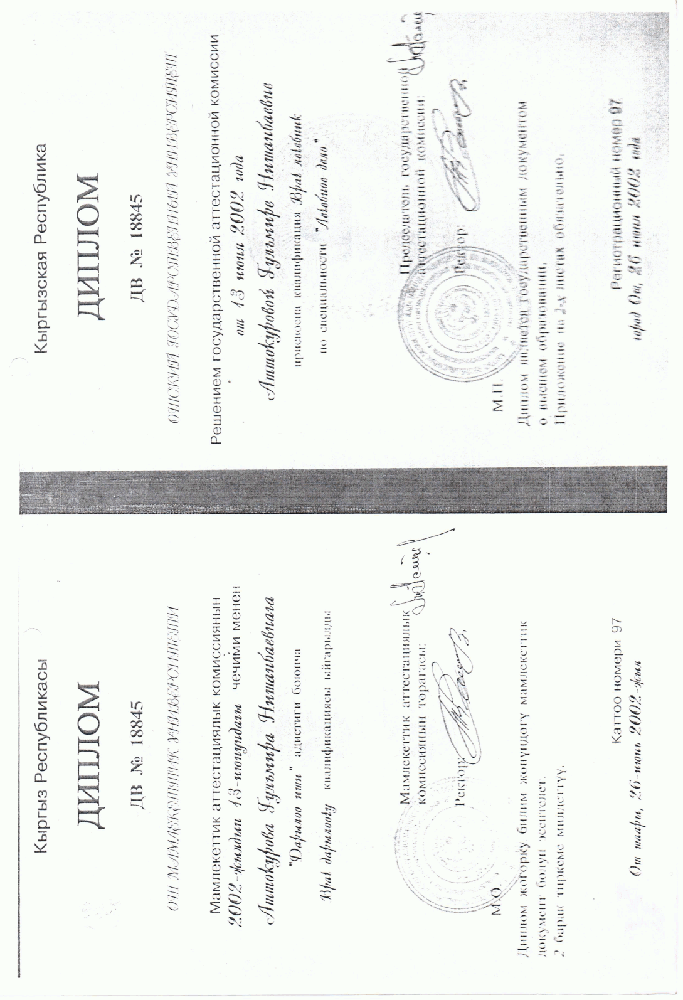 Кыргыз Республикасы
ДИПЛОМ
ДВ № 18845
ОШ МАМЛЕКЕТТИК УНИВЕРСИТЕТИ
Мамлекеттик аттестациялык комиссиянын
2002-жылдын 13-июнундагы чечими менен
Аттокурова Гульмира Нишанбаевнага
"Дарылоо иши" адистиги боюнча
Врач дарылоочу квалификациясы ыйгарылды
Мамлекеттик аттестациялык
комиссиянын торагасы:
Ректор:
М.О.
Диплом жогорку билим жонундогу мамлекеттик
документ болуп эсептелет.
2 барак тиркеме милдеттүү.
Каттоо номери 97
Ош шаары, 26-июнь 2002-жыл
Кыргызская Республика
ДИПЛОМ
ДВ № 18845
ОШСКИЙ ГОСУДАРСТВЕННЫЙ УНИВЕРСИТЕТ
Решением государственной аттестационной комиссии
от 13 июня 2002 года
Аттокуровой Гульмире Нишанбаевне
присвоена квалификация Врач лечебник
по специальности "Лечебное дело"
Председатель государственной
аттестационной комиссии:
Ректор:
М.П.
Диплом является государственным документом
о высшем образовании.
Приложение на 2-х листах обязательно.
Регистрационный номер 97
город Ош, 26 июня 2002 года